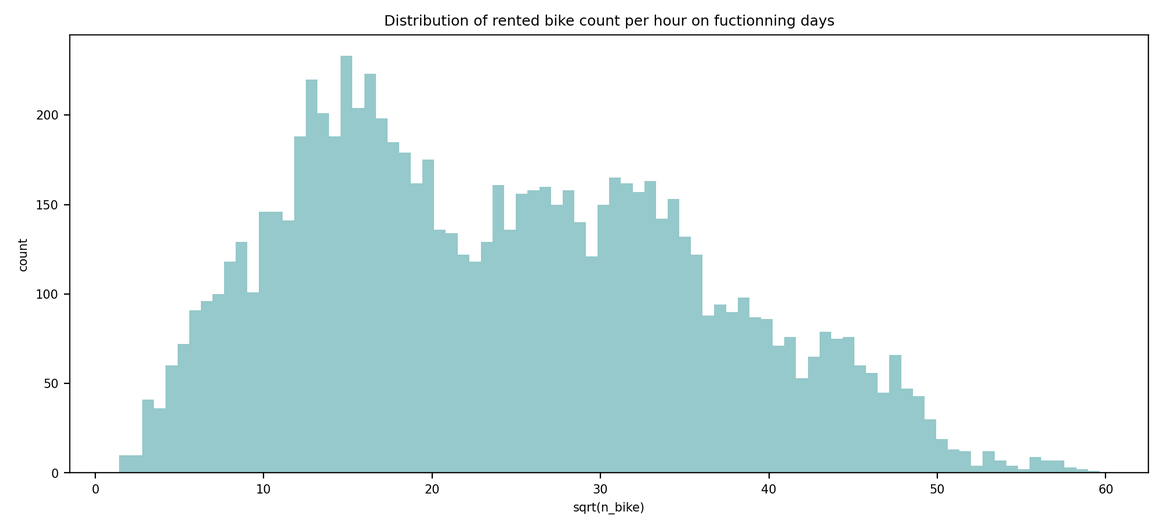 Distribution of rented bike count per hour on fuctionning days
count
200
150
100
50
0
0 10 20 30 40 50 60
sqrt(n_bike)